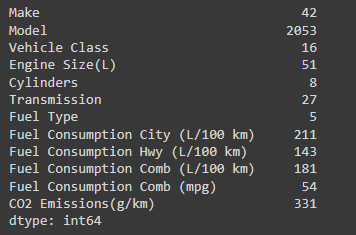 Make 42
Model 2053
Vehicle Class 16
Engine Size(L) 51
Cylinders 8
Transmission 27
Fuel Type 5
Fuel Consumption City (L/100 km) 211
Fuel Consumption Hwy (L/100 km) 143
Fuel Consumption Comb (L/100 km) 181
Fuel Consumption Comb (mpg) 54
CO2 Emissions(g/km) 331
dtype: int64